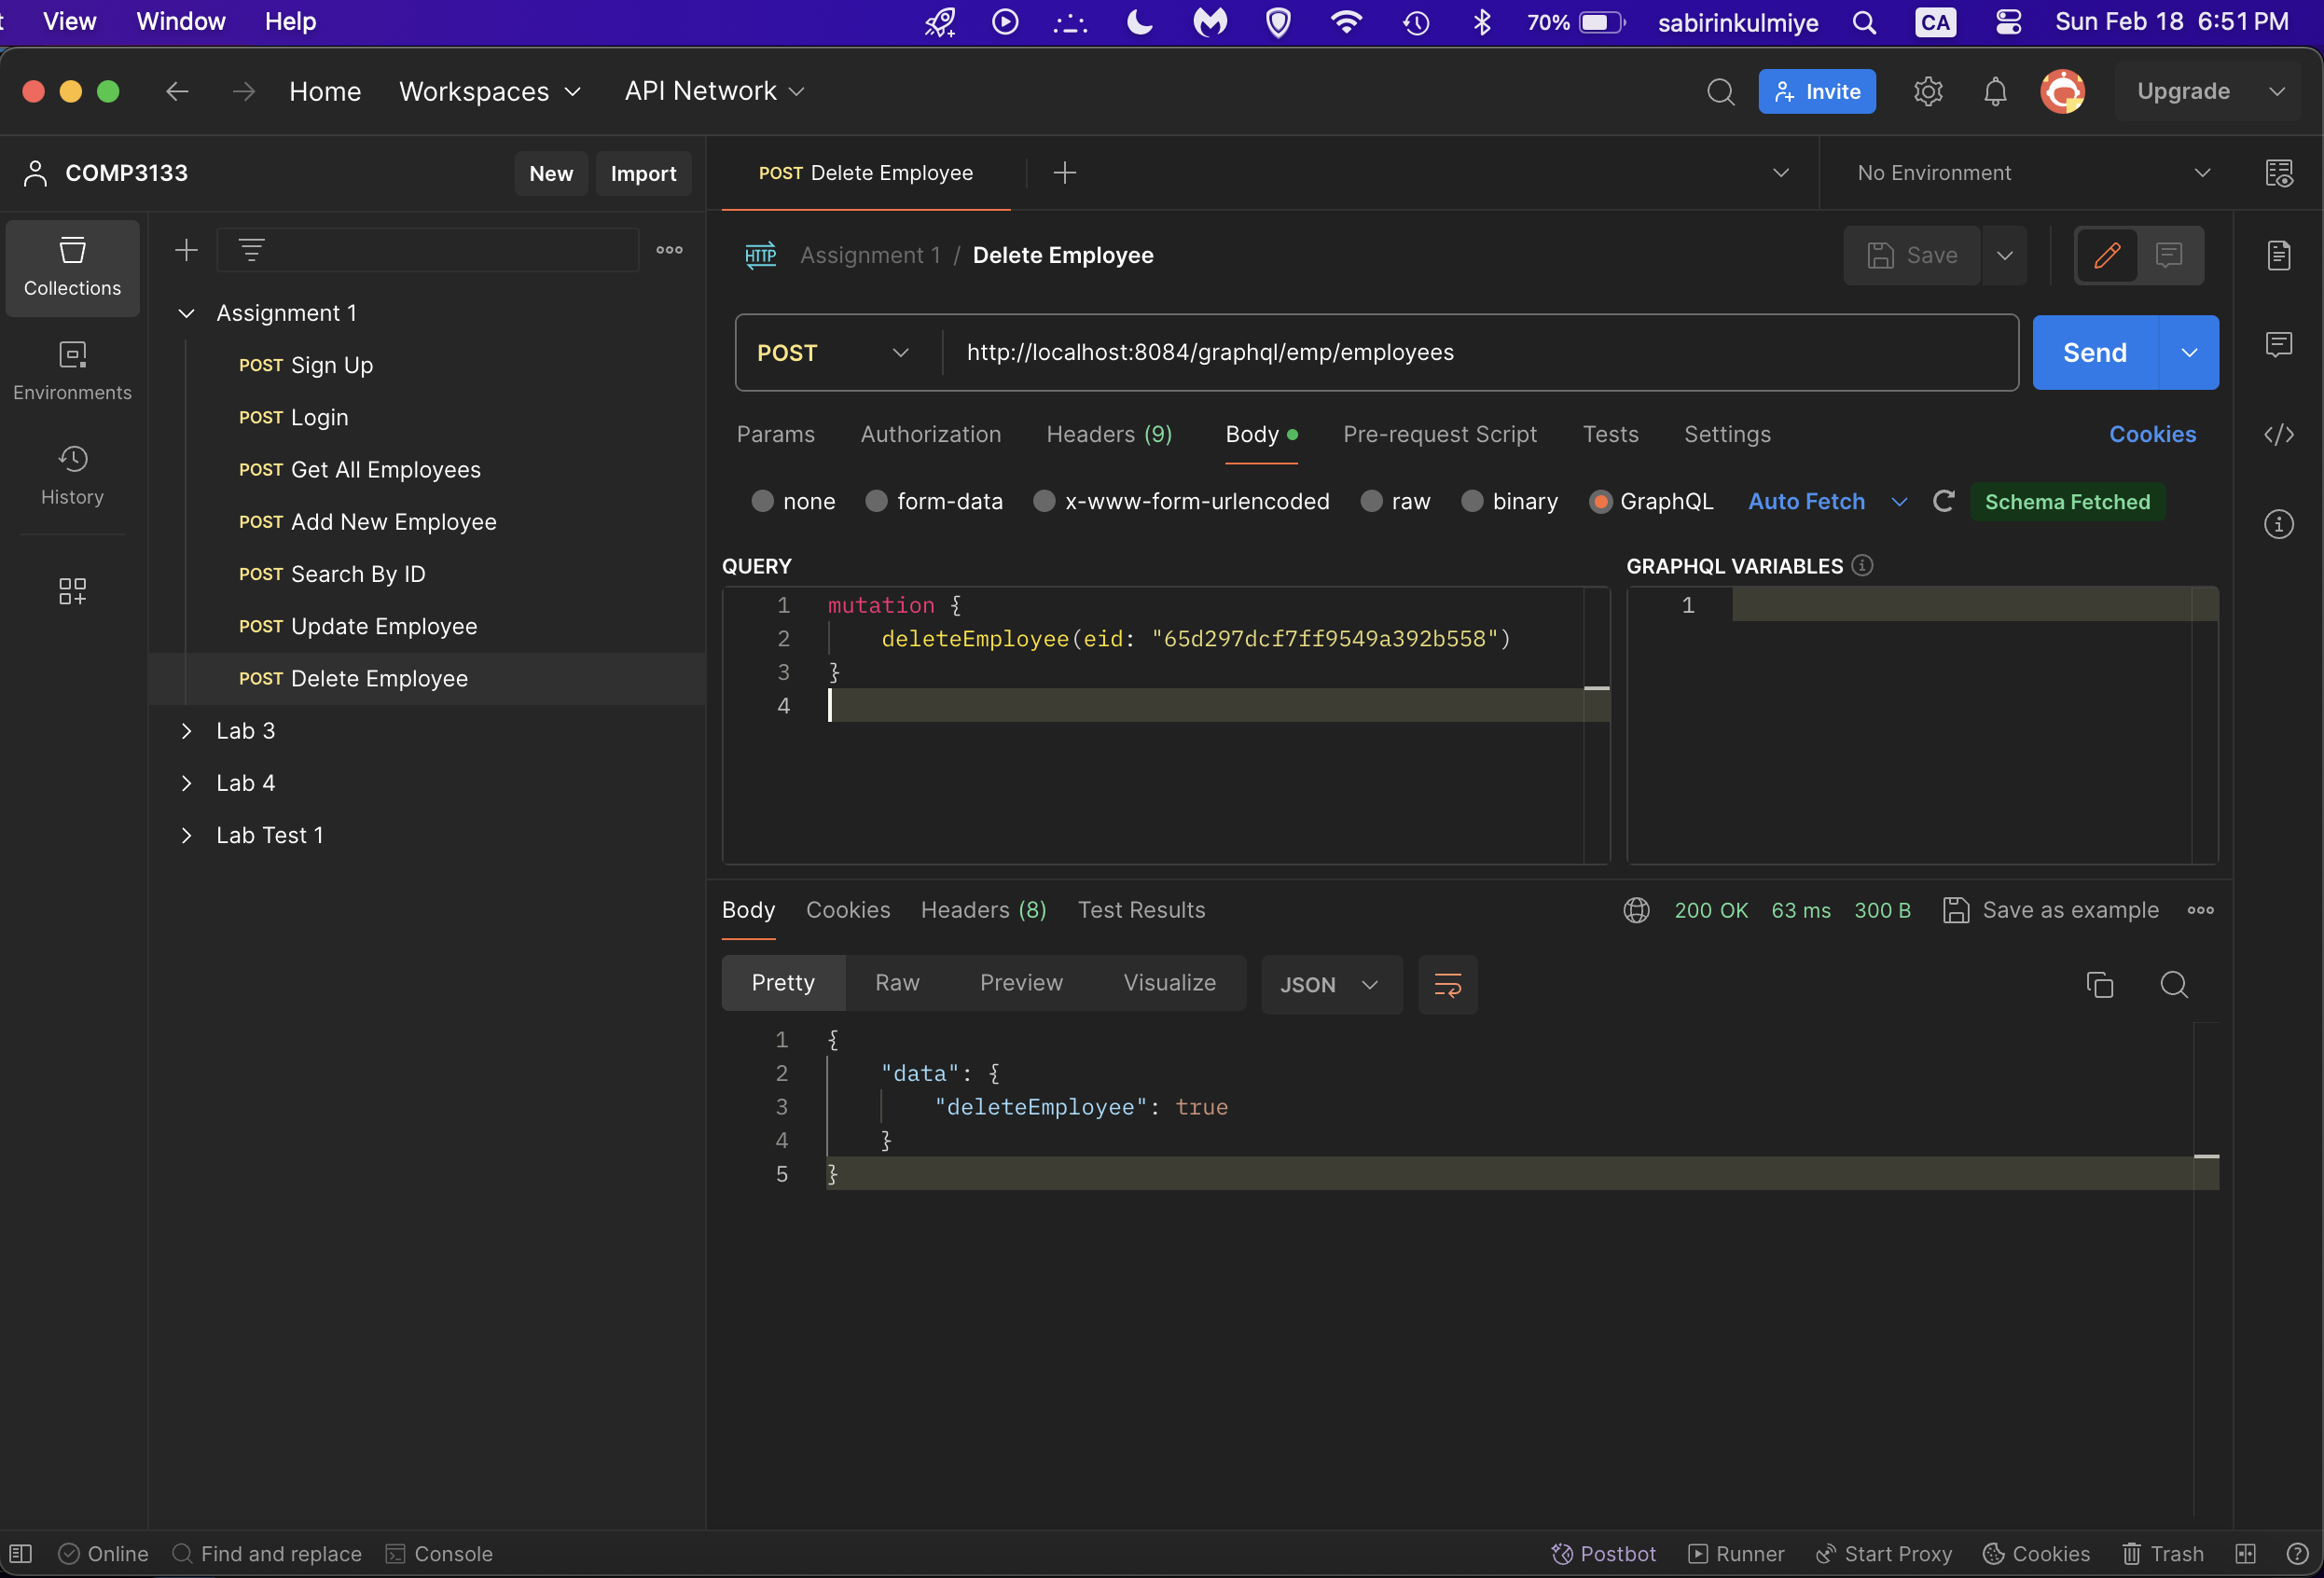 View Window Help 70% sabirinkulmiye CA Sun Feb 18 6:51 PM
Home Workspaces API Network Invite Upgrade
COMP3133 New Import POST Delete Employee No Environment
Collections
Environments
History
Assignment 1
POST Sign Up
POST Login
POST Get All Employees
POST Add New Employee
POST Search By ID
POST Update Employee
POST Delete Employee
Lab 3
Lab 4
Lab Test 1
HTTP Assignment 1 / Delete Employee Save
POST http://localhost:8084/graphql/emp/employees Send
Params Authorization Headers (9) Body Pre-request Script Tests Settings Cookies
none form-data x-www-form-urlencoded raw binary GraphQL Auto Fetch Schema Fetched
QUERY GRAPHQL VARIABLES
1 mutation { 1
2 deleteEmployee(eid: "65d297dcf7ff9549a392b558")
3 }
4
Body Cookies Headers (8) Test Results 200 OK 63 ms 300 B Save as example
Pretty Raw Preview Visualize JSON
1 {
2 "data": {
3 "deleteEmployee": true
4 }
5 }
Online Find and replace Console Postbot Runner Start Proxy Cookies Trash